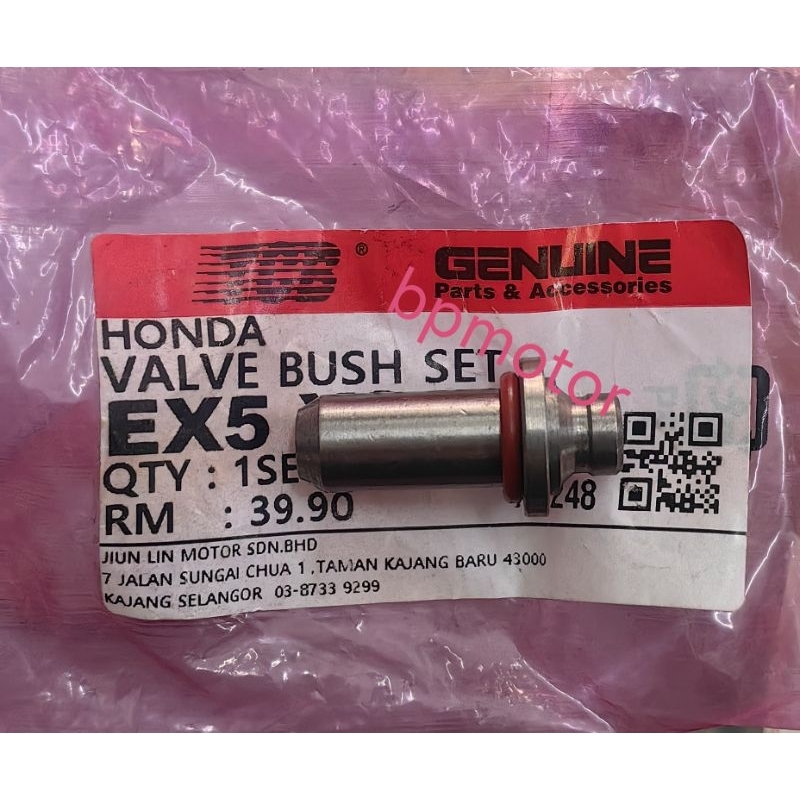 ®
GENUINE
Parts & Accessories
HONDA
VALVE BUSH SET
EX5
QTY : 1SE
RM : 39.90
248
JIUN LIN MOTOR SDN.BHD
7 JALAN SUNGAI CHUA 1 ,TAMAN KAJANG BARU 43000
KAJANG SELANGOR 03-8733 9299
bpmotor